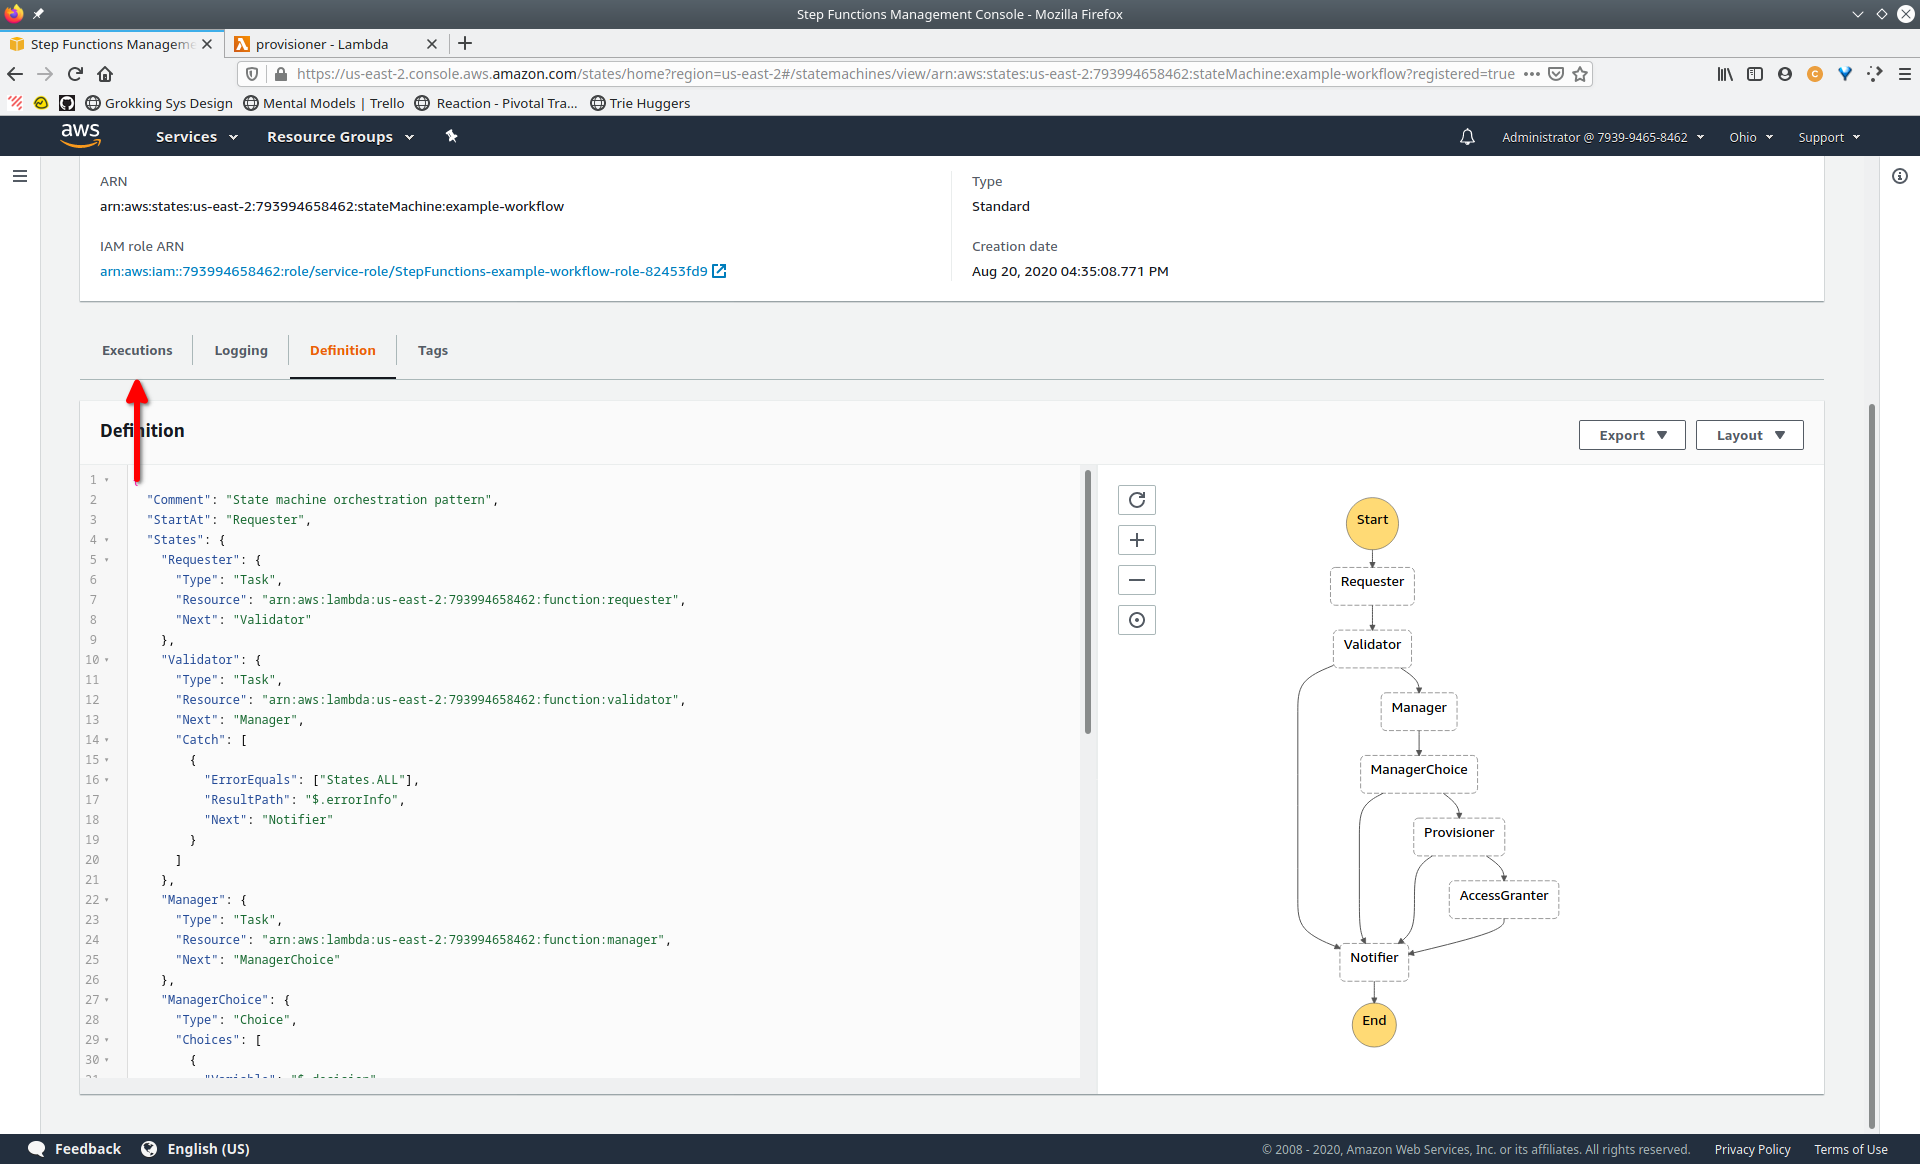 Step Functions Management Console - Mozilla Firefox
Step Functions Manageme
provisioner - Lambda
https://us-east-2.console.aws.amazon.com/states/home?region=us-east-2#/statemachines/view/arn:aws:states:us-east-2:793994658462:stateMachine:example-workflow?registered=true
Grokking Sys Design
Mental Models | Trello
Reaction - Pivotal Tra...
Trie Huggers
aws
Services
Resource Groups
Administrator @ 7939-9465-8462
Ohio
Support
ARN
arn:aws:states:us-east-2:793994658462:stateMachine:example-workflow
Type
Standard
IAM role ARN
arn:aws:iam::793994658462:role/service-role/StepFunctions-example-workflow-role-82453fd9
Creation date
Aug 20, 2020 04:35:08.771 PM
Executions
Logging
Definition
Tags
Definition
Export
Layout
1
2 "Comment": "State machine orchestration pattern",
3 "StartAt": "Requester",
4 "States": {
5 "Requester": {
6 "Type": "Task",
7 "Resource": "arn:aws:lambda:us-east-2:793994658462:function:requester",
8 "Next": "Validator"
9 },
10 "Validator": {
11 "Type": "Task",
12 "Resource": "arn:aws:lambda:us-east-2:793994658462:function:validator",
13 "Next": "Manager",
14 "Catch": [
15 {
16 "ErrorEquals": ["States.ALL"],
17 "ResultPath": "$.errorInfo",
18 "Next": "Notifier"
19 }
20 ]
21 },
22 "Manager": {
23 "Type": "Task",
24 "Resource": "arn:aws:lambda:us-east-2:793994658462:function:manager",
25 "Next": "ManagerChoice"
26 },
27 "ManagerChoice": {
28 "Type": "Choice",
29 "Choices": [
30 {
Start
Requester
Validator
Manager
ManagerChoice
Provisioner
AccessGranter
Notifier
End
Feedback
English (US)
© 2008 - 2020, Amazon Web Services, Inc. or its affiliates. All rights reserved.
Privacy Policy
Terms of Use